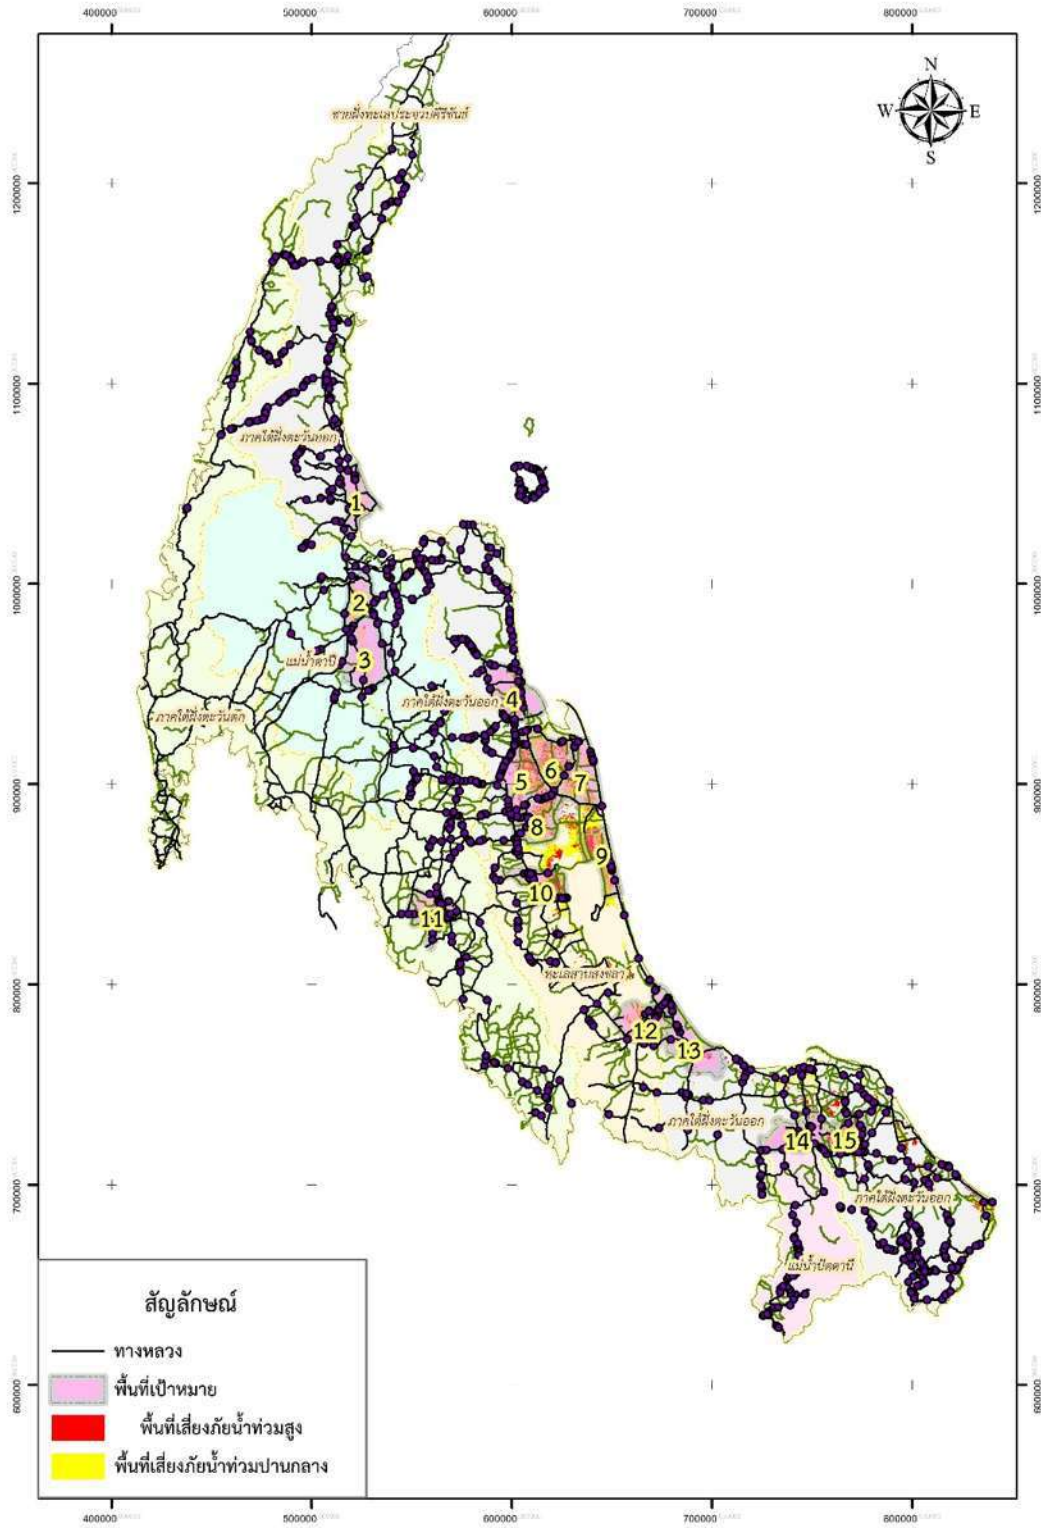 400000 500000 600000 700000 800000
N
W E
S
ชายฝั่งทะเลประจวบคีรีขันธ์
1200000 1200000
1100000 1100000
ภาคใต้ฝั่งตะวันออก
1
1000000 1000000
2
แม่น้ำตาปี
3
ภาคใต้ฝั่งตะวันออก
4
ภาคใต้ฝั่งตะวันตก
5 6 7
900000 900000
8
9
10
11
ทะเลสาบสงขลา
800000 800000
12
13
ภาคใต้ฝั่งตะวันออก
14 15
700000 700000
ภาคใต้ฝั่งตะวันออก
แม่น้ำปัตตานี
สัญลักษณ์
ทางหลวง
พื้นที่เป้าหมาย
พื้นที่เสี่ยงภัยน้ำท่วมสูง
พื้นที่เสี่ยงภัยน้ำท่วมปานกลาง
600000 600000
400000 500000 600000 700000 800000